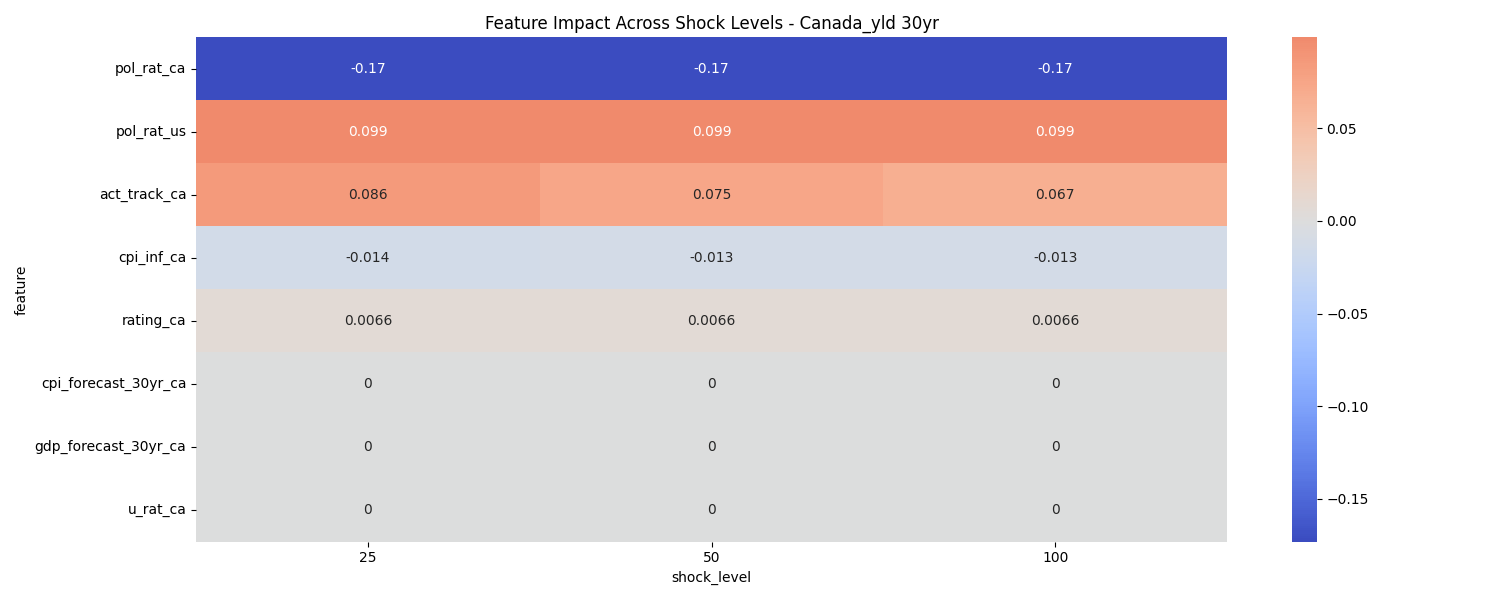 Feature Impact Across Shock Levels - Canada_yld 30yr
pol_rat_ca -0.17 -0.17 -0.17
pol_rat_us 0.099 0.099 0.099
act_track_ca 0.086 0.075 0.067
cpi_inf_ca -0.014 -0.013 -0.013
rating_ca 0.0066 0.0066 0.0066
cpi_forecast_30yr_ca 0 0 0
gdp_forecast_30yr_ca 0 0 0
u_rat_ca 0 0 0
feature
25 50 100
shock_level
0.05
0.00
−0.05
−0.10
−0.15